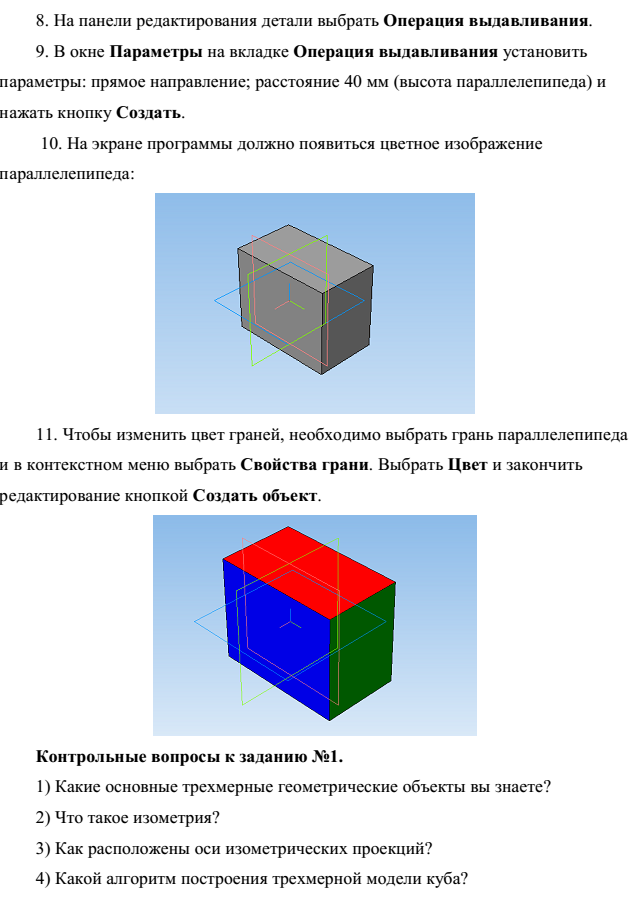 8. На панели редактирования детали выбрать Операция выдавливания.
9. В окне Параметры на вкладке Операция выдавливания установить
параметры: прямое направление; расстояние 40 мм (высота параллелепипеда) и
нажать кнопку Создать.
10. На экране программы должно появиться цветное изображение
параллелепипеда:
11. Чтобы изменить цвет граней, необходимо выбрать грань параллелепипеда
и в контекстном меню выбрать Свойства грани. Выбрать Цвет и закончить
редактирование кнопкой Создать объект.
Контрольные вопросы к заданию №1.
1) Какие основные трехмерные геометрические объекты вы знаете?
2) Что такое изометрия?
3) Как расположены оси изометрических проекций?
4) Какой алгоритм построения трехмерной модели куба?